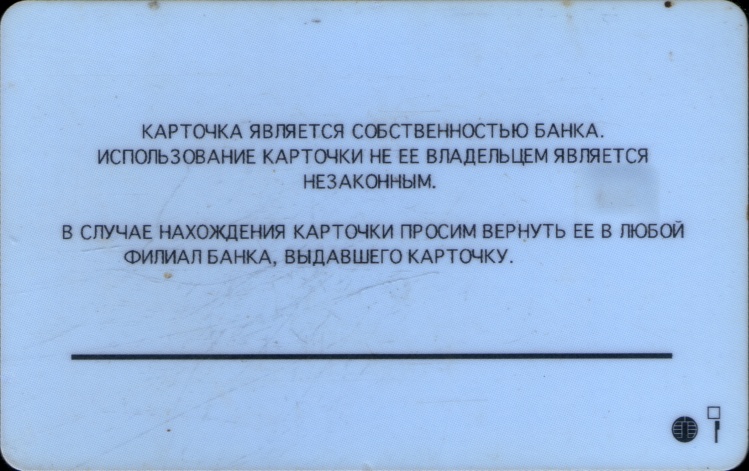 КАРТОЧКА ЯВЛЯЕТСЯ СОБСТВЕННОСТЬЮ БАНКА.
ИСПОЛЬЗОВАНИЕ КАРТОЧКИ НЕ ЕЕ ВЛАДЕЛЬЦЕМ ЯВЛЯЕТСЯ
НЕЗАКОННЫМ.
В СЛУЧАЕ НАХОЖДЕНИЯ КАРТОЧКИ ПРОСИМ ВЕРНУТЬ ЕЕ В ЛЮБОЙ
ФИЛИАЛ БАНКА, ВЫДАВШЕГО КАРТОЧКУ.